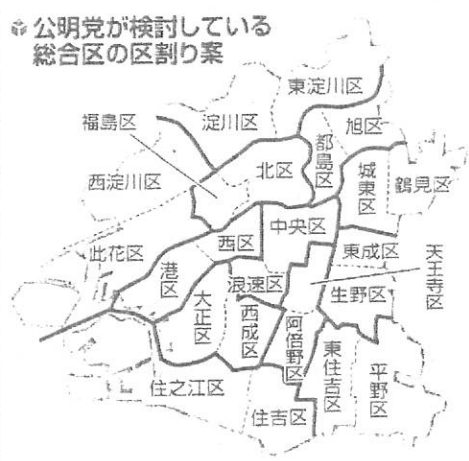 公明党が検討している
総合区の区割り案
東淀川区
福島区
淀川区
旭区
都島区
北区
西淀川区
城東区
鶴見区
西区
中央区
此花区
東成区
天王寺区
港区
浪速区
生野区
大正区
西成区
阿倍野区
東住吉区
平野区
住之江区
住吉区